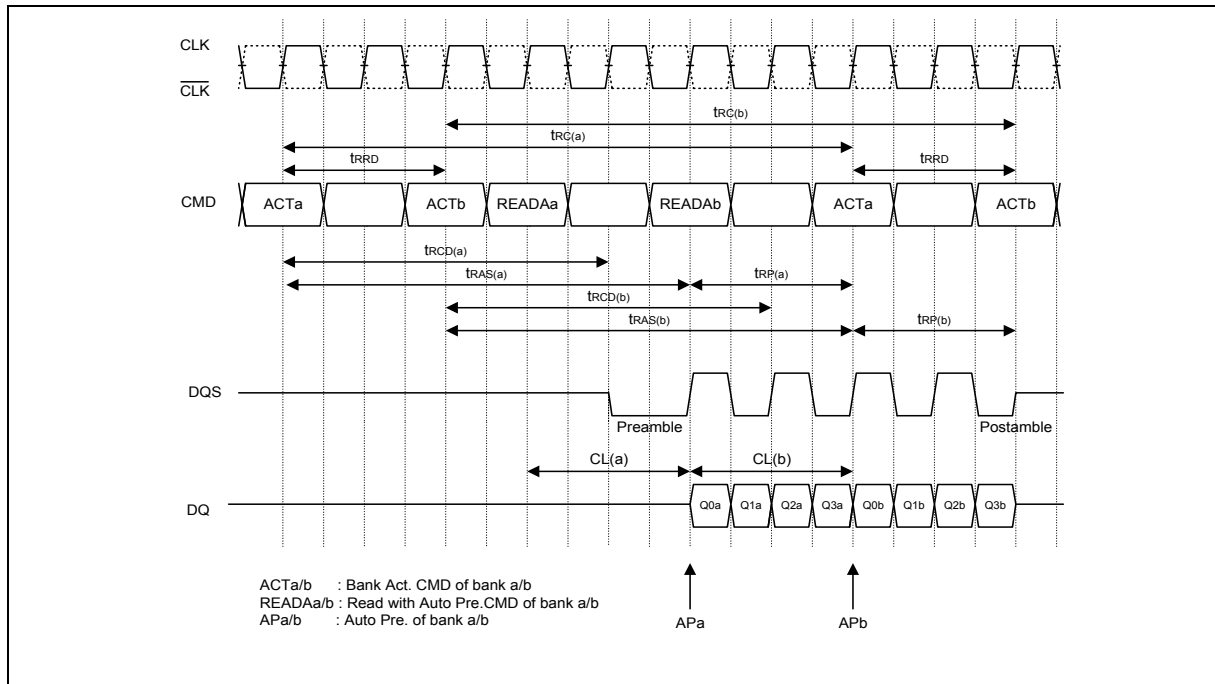 CLK
CLK
tRC(b)
tRC(a)
tRRD
tRRD
CMD
ACTa
ACTb
READAa
READAb
ACTa
ACTb
tRCD(a)
tRAS(a)
tRP(a)
tRCD(b)
tRAS(b)
tRP(b)
DQS
Preamble
Postamble
CL(a)
CL(b)
DQ
Q0a
Q1a
Q2a
Q3a
Q0b
Q1b
Q2b
Q3b
ACTa/b : Bank Act. CMD of bank a/b
READAa/b : Read with Auto Pre.CMD of bank a/b
APa/b : Auto Pre. of bank a/b
APa
APb